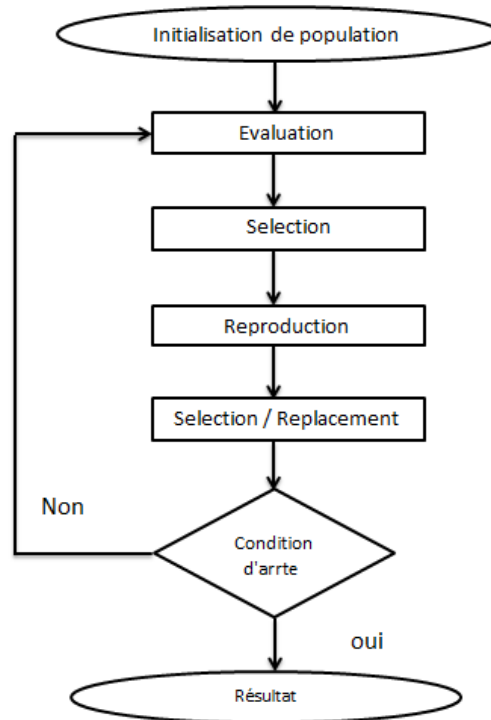 Initialisation de population
Evaluation
Selection
Reproduction
Selection / Replacement
Non
Condition
d'arrte
oui
Résultat